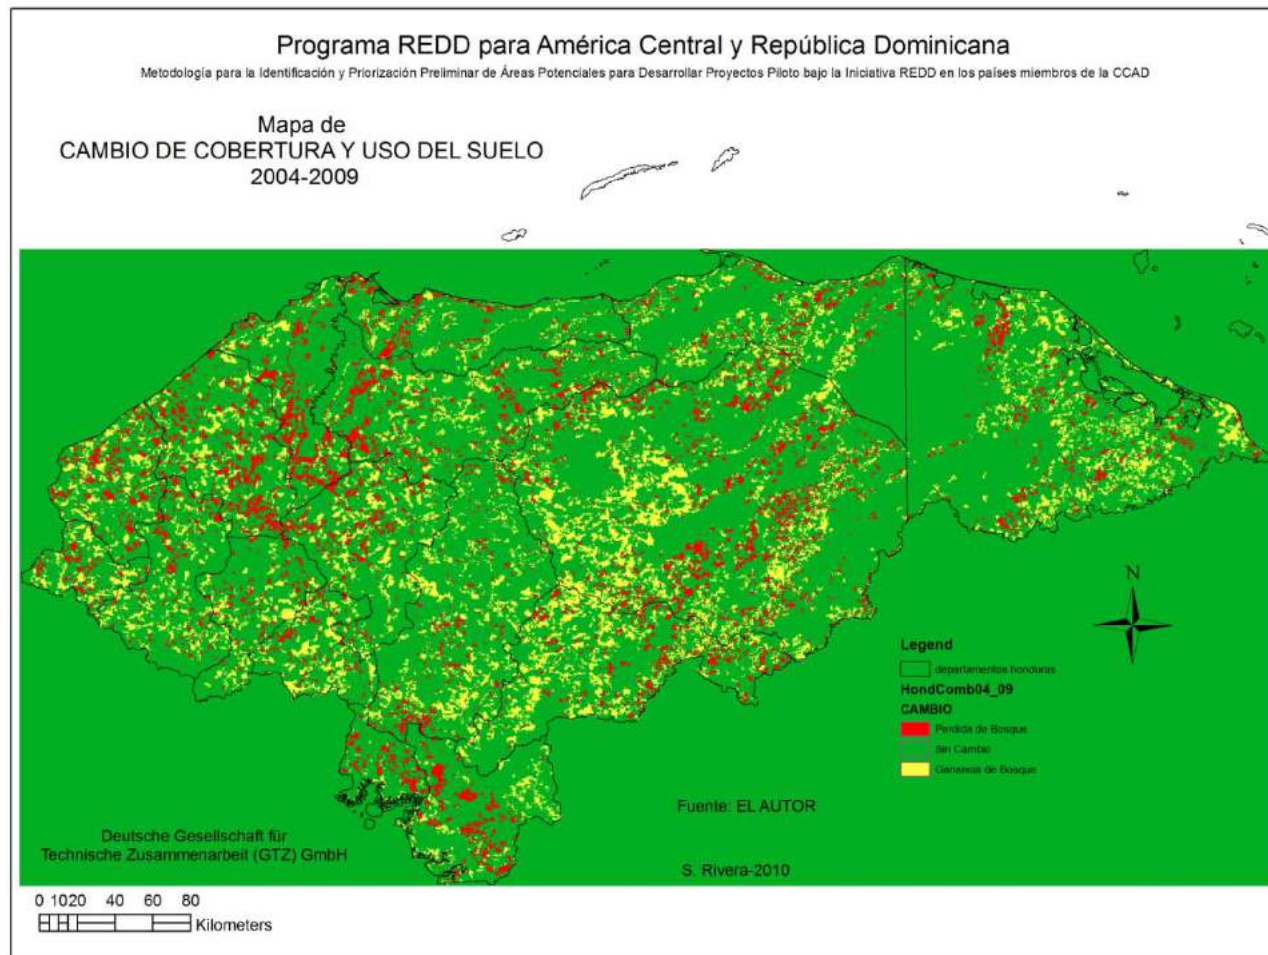 Programa REDD para América Central y República Dominicana
Metodología para la Identificación y Priorización Preliminar de Áreas Potenciales para Desarrollar Proyectos Piloto bajo la Iniciativa REDD en los países miembros de la CCAD
Mapa de
CAMBIO DE COBERTURA Y USO DEL SUELO
2004-2009
N
Legend
departamentos honduras
HondComb04_09
CAMBIO
Perdida de Bosque
Sin Cambio
Ganancia de Bosque
Fuente: EL AUTOR
Deutsche Gesellschaft für
Technische Zusammenarbeit (GTZ) GmbH
S. Rivera-2010
0 1020 40 60 80
Kilometers